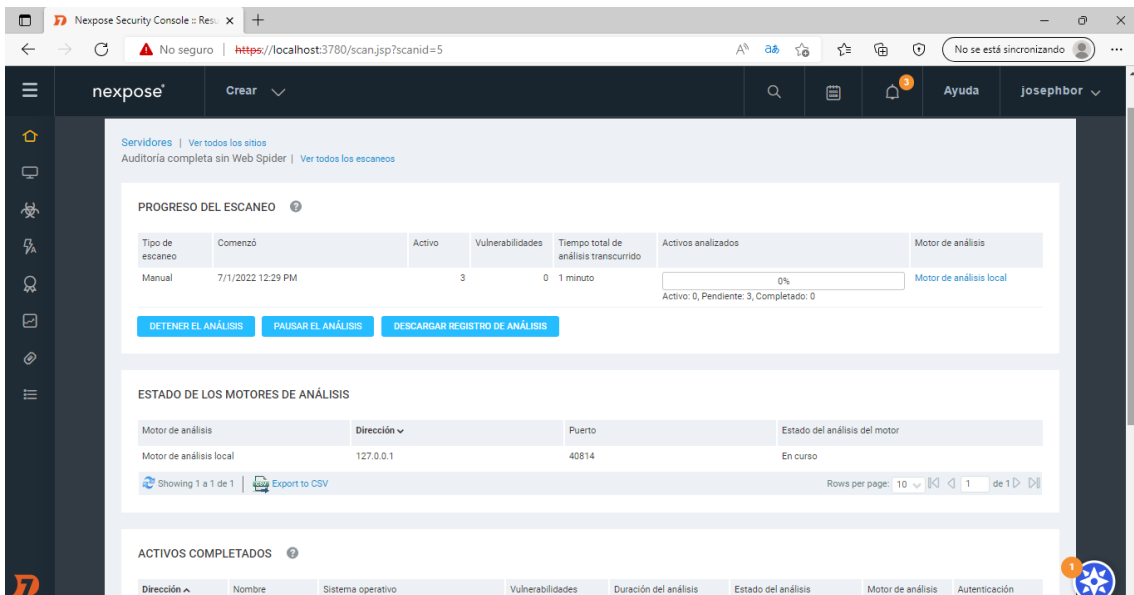 Nexpose Security Console :: Resu
No seguro | https://localhost:3780/scan.jsp?scanid=5
No se está sincronizando
nexpose
Crear
3
Ayuda
josephbor
Servidores | Ver todos los sitios
Auditoría completa sin Web Spider | Ver todos los escaneos
PROGRESO DEL ESCANEO
Tipo de escaneo Comenzó Activo Vulnerabilidades Tiempo total de análisis transcurrido Activos analizados Motor de análisis
Manual 7/1/2022 12:29 PM 3 0 1 minuto 0% Motor de análisis local
Activo: 0, Pendiente: 3, Completado: 0
DETENER EL ANÁLISIS PAUSAR EL ANÁLISIS DESCARGAR REGISTRO DE ANÁLISIS
ESTADO DE LOS MOTORES DE ANÁLISIS
Motor de análisis Dirección Puerto Estado del análisis del motor
Motor de análisis local 127.0.0.1 40814 En curso
Showing 1 a 1 de 1 Export to CSV Rows per page: 10 1 de 1
ACTIVOS COMPLETADOS
1
Dirección Nombre Sistema operativo Vulnerabilidades Duración del análisis Estado del análisis Motor de análisis Autenticación